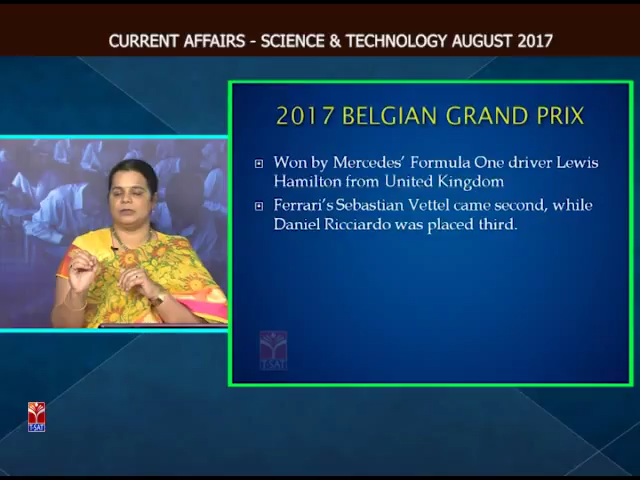 CURRENT AFFAIRS - SCIENCE & TECHNOLOGY AUGUST 2017
2017 BELGIAN GRAND PRIX
Won by Mercedes' Formula One driver Lewis
Hamilton from United Kingdom
Ferrari's Sebastian Vettel came second, while
Daniel Ricciardo was placed third.
T-SAT
T-SAT